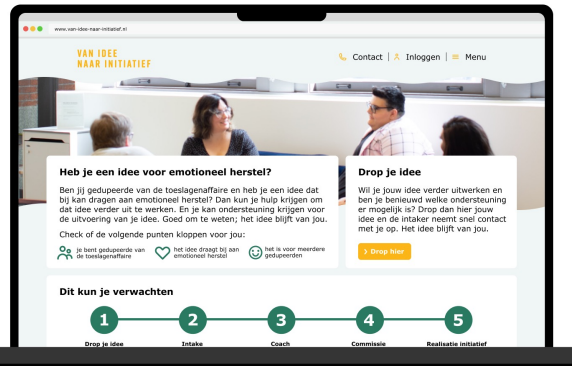 www.van-idee-naar-initiatief.nl
VAN IDEE
NAAR INITIATIEF
Contact | Inloggen | Menu
Heb je een idee voor emotioneel herstel?
Ben jij gedupeerde van de toeslagenaffaire en heb je een idee dat
bij kan dragen aan emotioneel herstel? Dan kun je hulp krijgen om
dat idee verder uit te werken. En je kan ondersteuning krijgen voor
de uitvoering van je idee. Goed om te weten; het idee blijft van jou.
Check of de volgende punten kloppen voor jou:
je bent gedupeerde van
de toeslagenaffaire
het idee draagt bij aan
emotioneel herstel
het is voor meerdere
gedupeerden
Drop je idee
Wil je jouw idee verder uitwerken en
ben je benieuwd welke ondersteuning
er mogelijk is? Drop dan hier jouw
idee en de intaker neemt snel contact
met je op. Het idee blijft van jou.
> Drop hier
Dit kun je verwachten
1 2 3 4 5
Drop je idee Intake Coach Commissie Realisatie initiatief